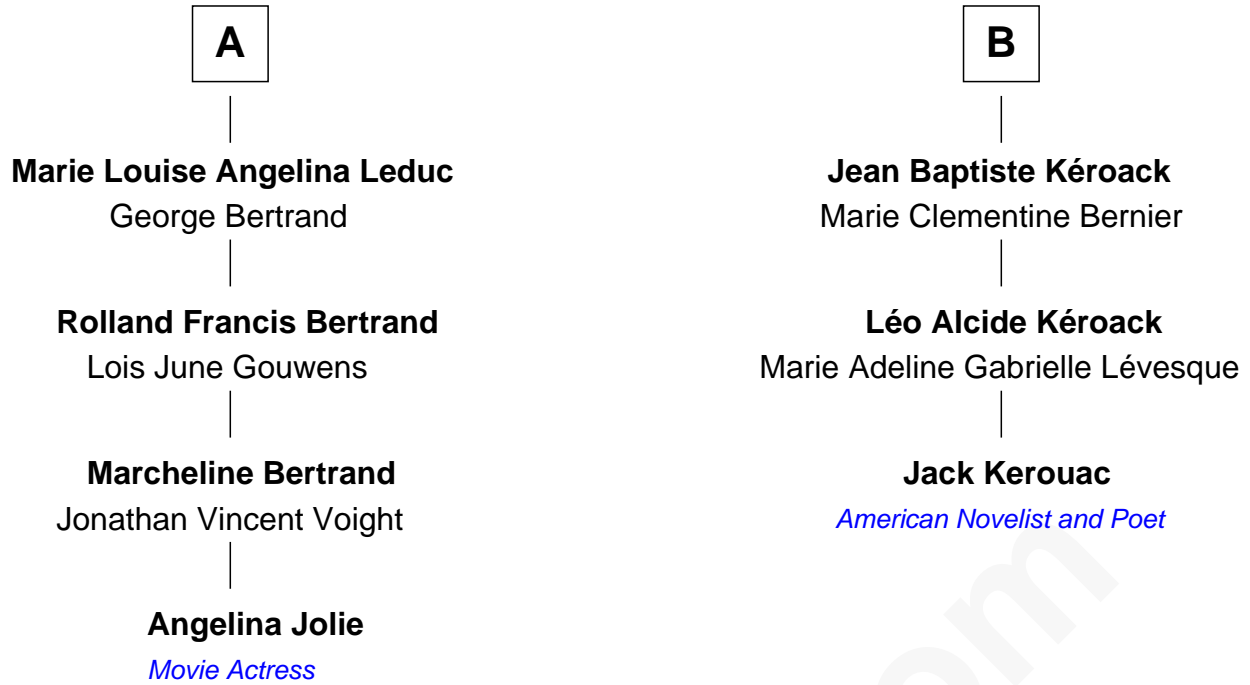 A
Marie Louise Angelina Leduc
George Bertrand
Rolland Francis Bertrand
Lois June Gouwens
Marcheline Bertrand
Jonathan Vincent Voight
Angelina Jolie
Movie Actress
B
Jean Baptiste Kéroack
Marie Clementine Bernier
Léo Alcide Kéroack
Marie Adeline Gabrielle Lévesque
Jack Kerouac
American Novelist and Poet
om